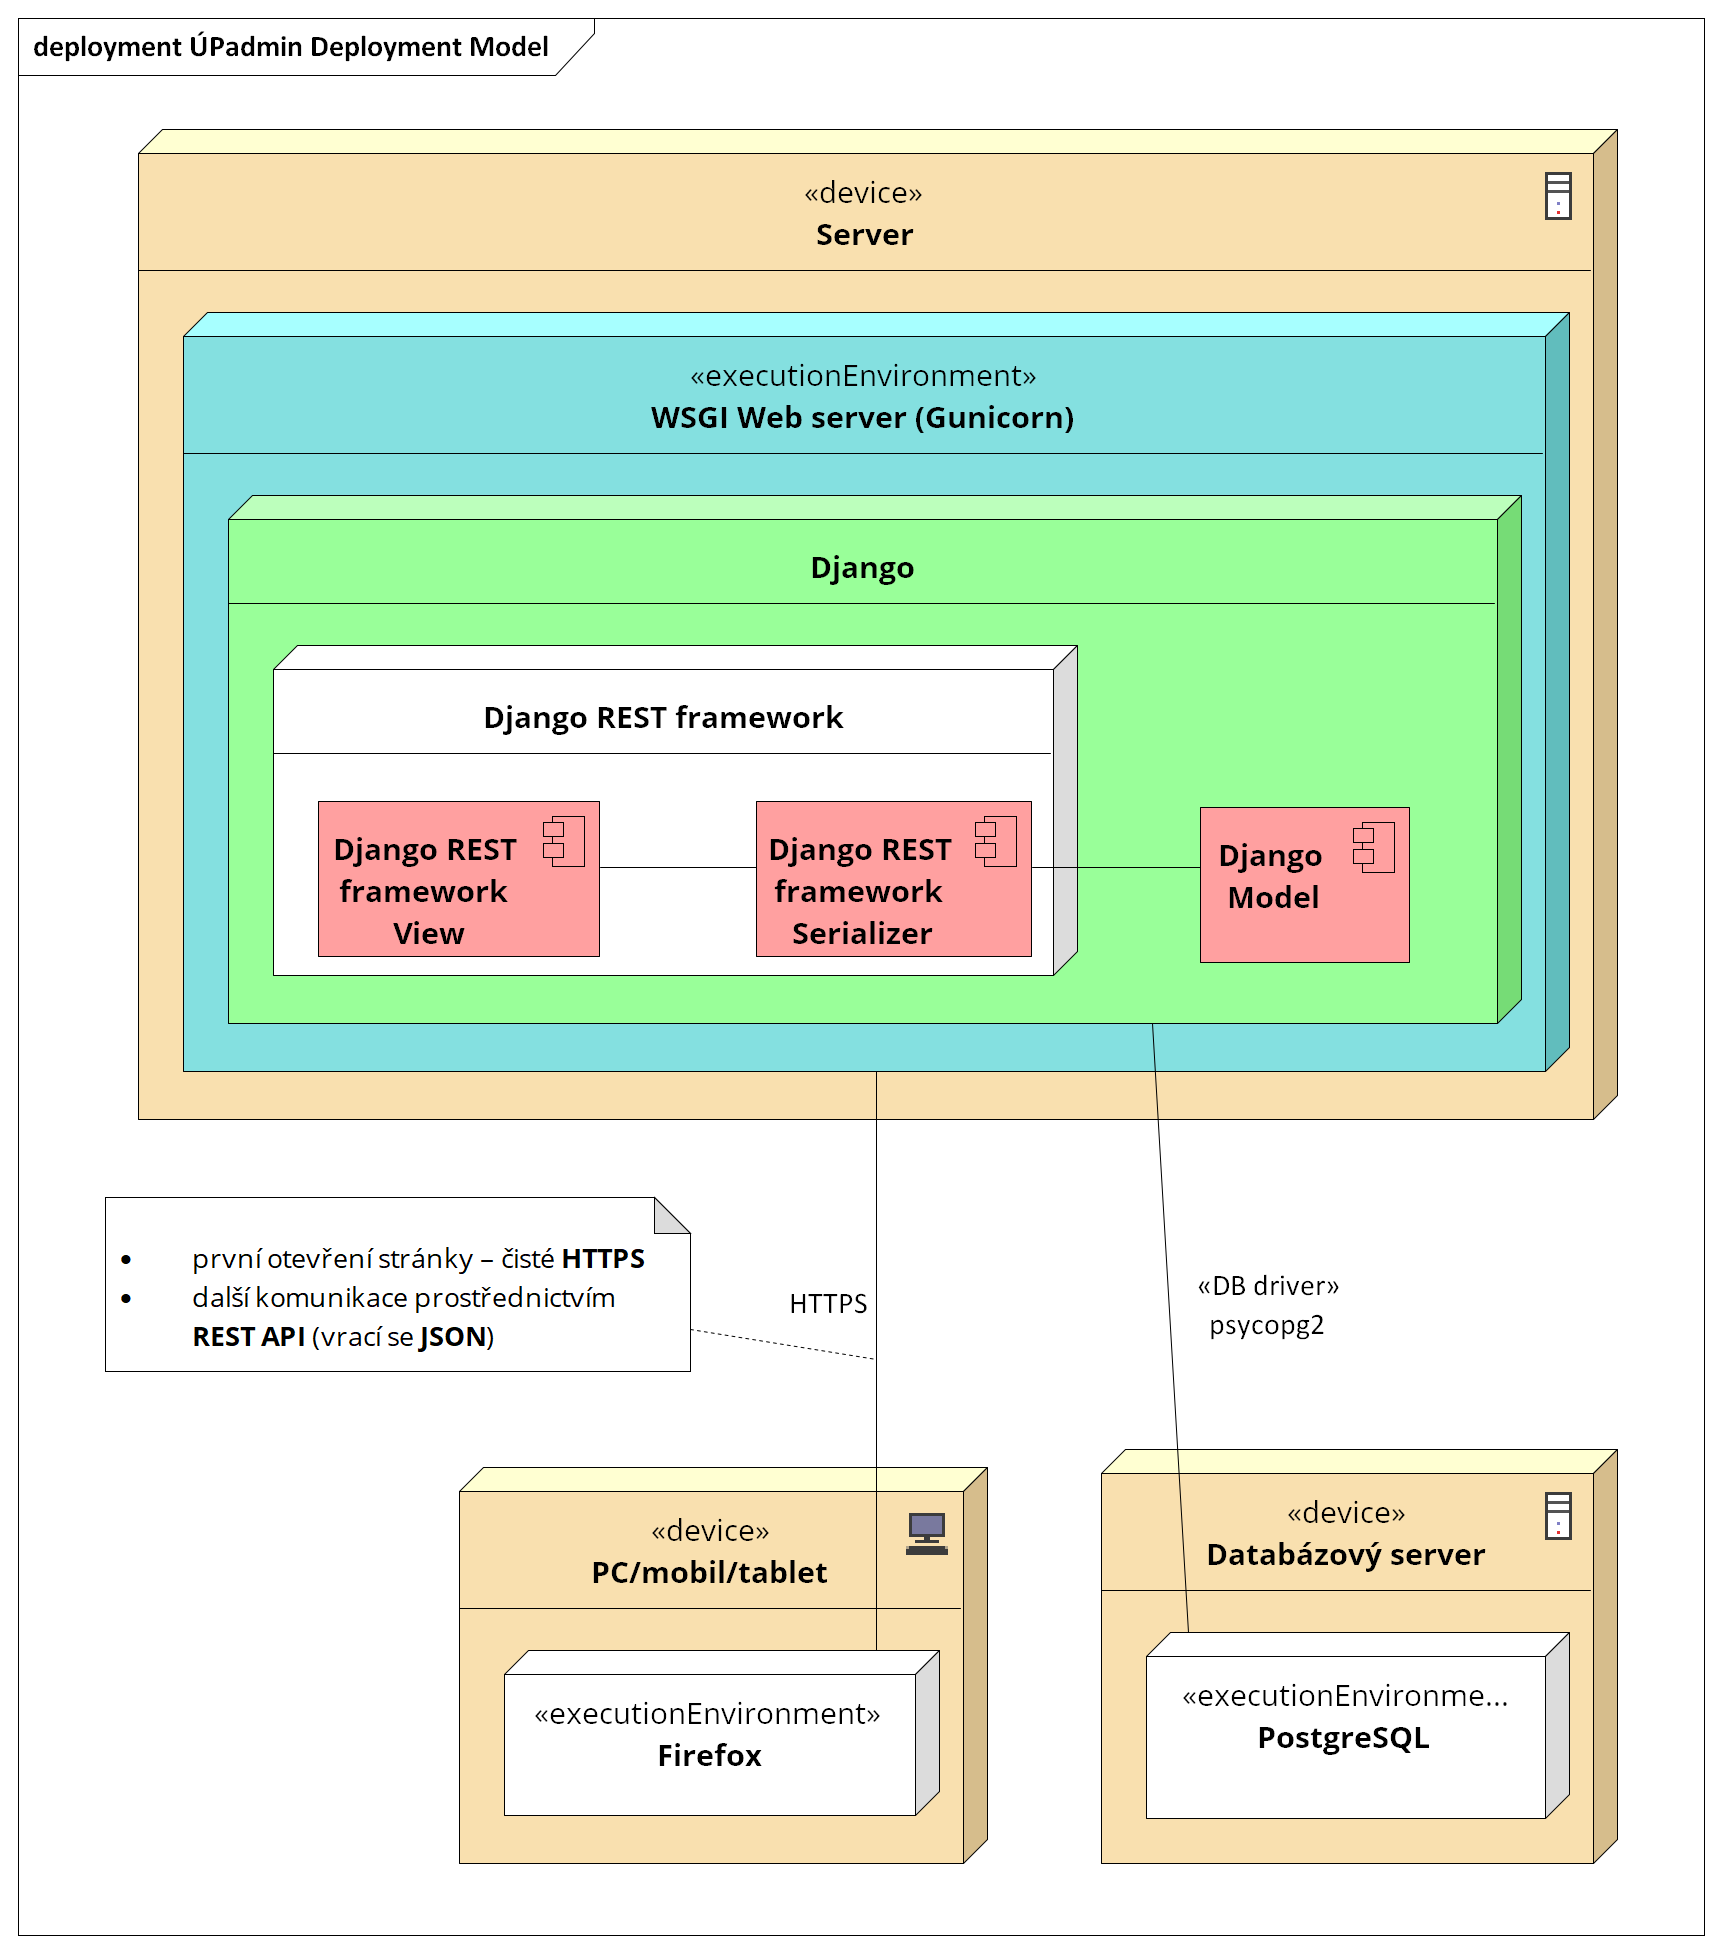 deployment ÚPadmin Deployment Model
«device»
Server
«executionEnvironment»
WSGI Web server (Gunicorn)
Django
Django REST framework
Django REST
framework
View
Django REST
framework
Serializer
Django
Model
• první otevření stránky – čisté HTTPS
• další komunikace prostřednictvím
REST API (vrací se JSON)
HTTPS
«DB driver»
psycopg2
«device»
PC/mobil/tablet
«executionEnvironment»
Firefox
«device»
Databázový server
«executionEnvironme...
PostgreSQL